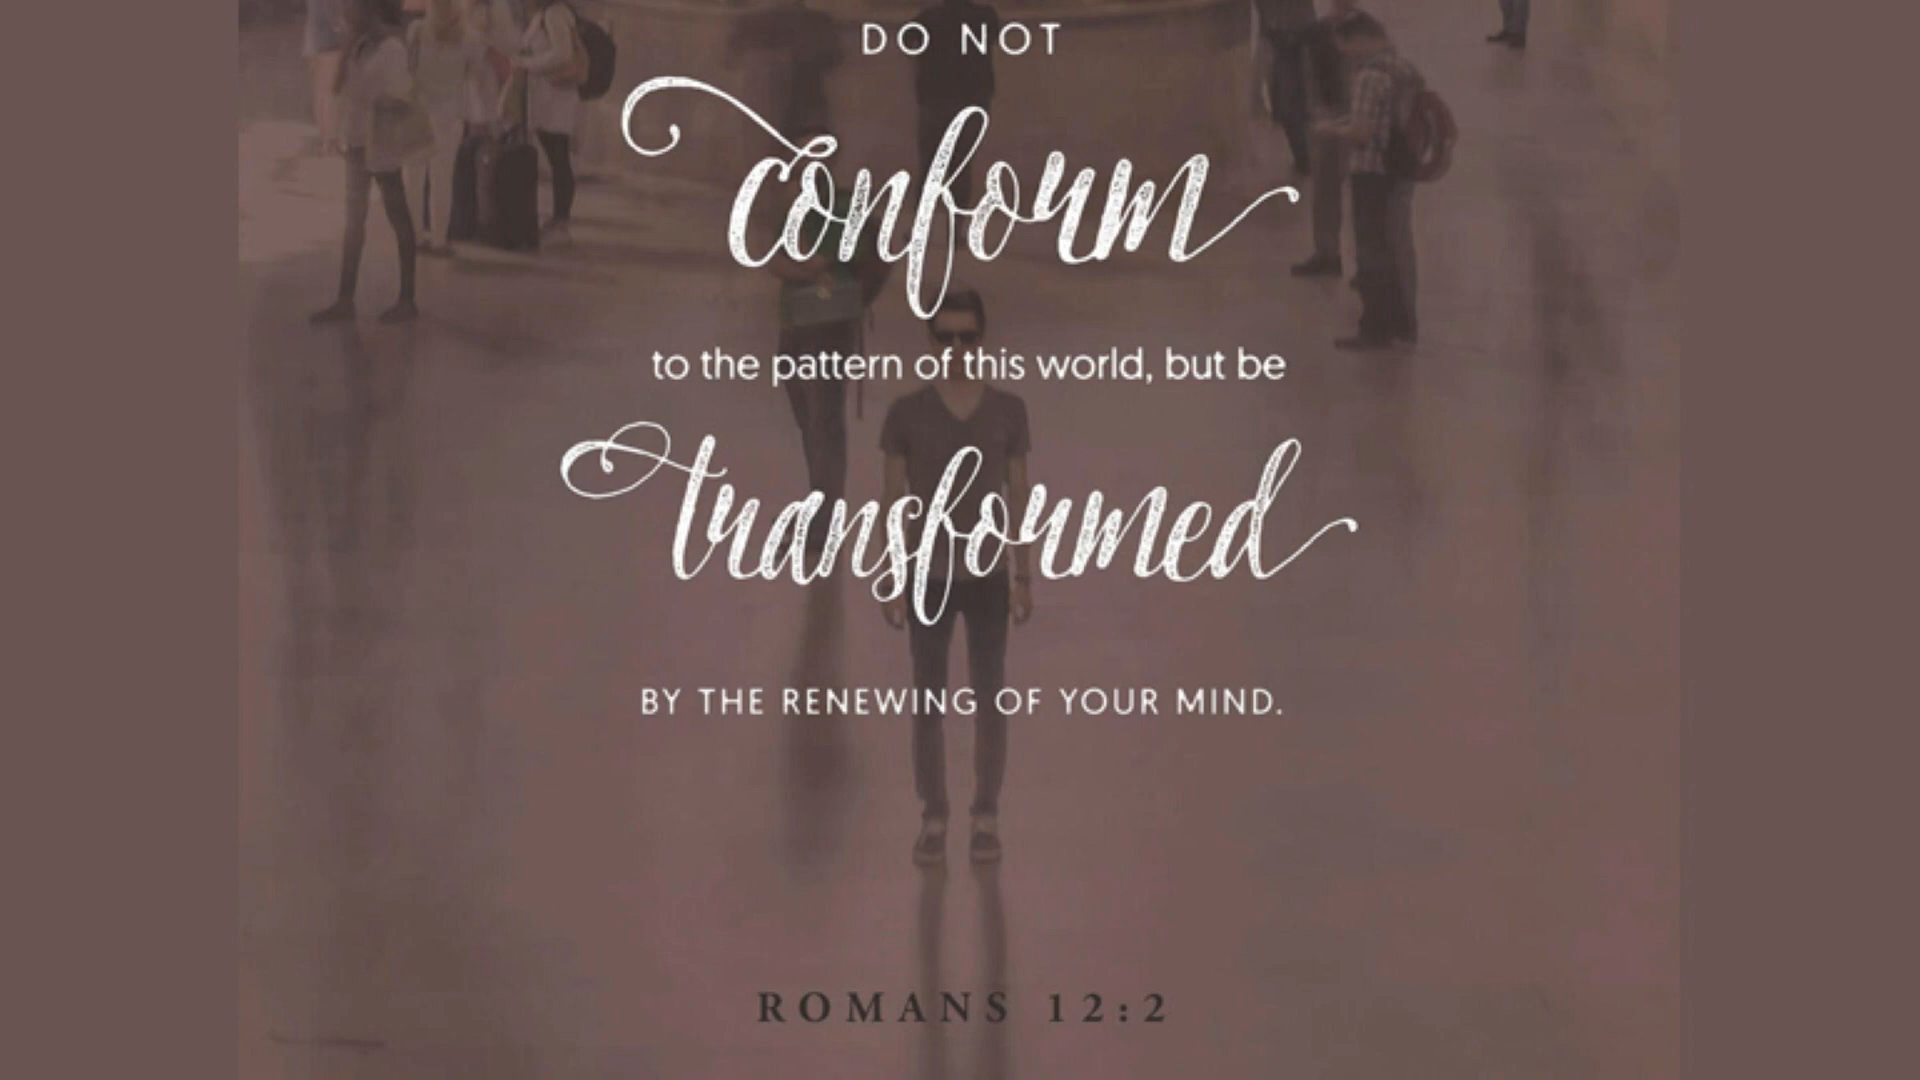 DO NOT
conform
to the pattern of this world, but be
transformed
BY THE RENEWING OF YOUR MIND.
ROMANS 12:2